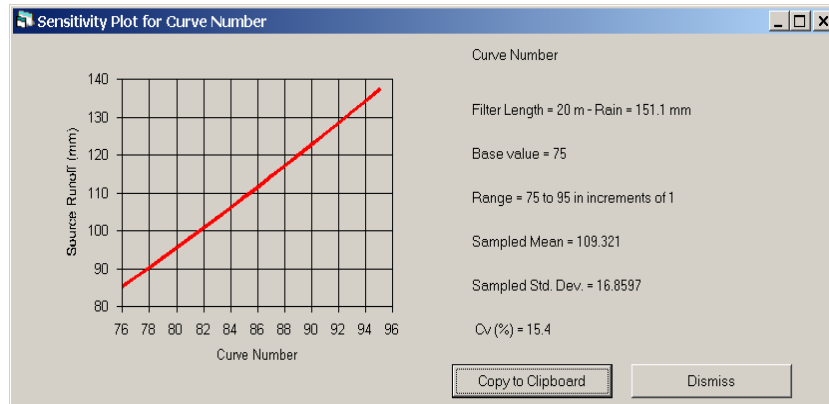 Sensitivity Plot for Curve Number
Curve Number
140
130
120
110
100
90
80
Source Runoff (mm)
76 78 80 82 84 86 88 90 92 94 96
Curve Number
Filter Length = 20 m - Rain = 151.1 mm
Base value = 75
Range = 75 to 95 in increments of 1
Sampled Mean = 109.321
Sampled Std. Dev. = 16.8597
Cv (%) = 15.4
Copy to Clipboard
Dismiss